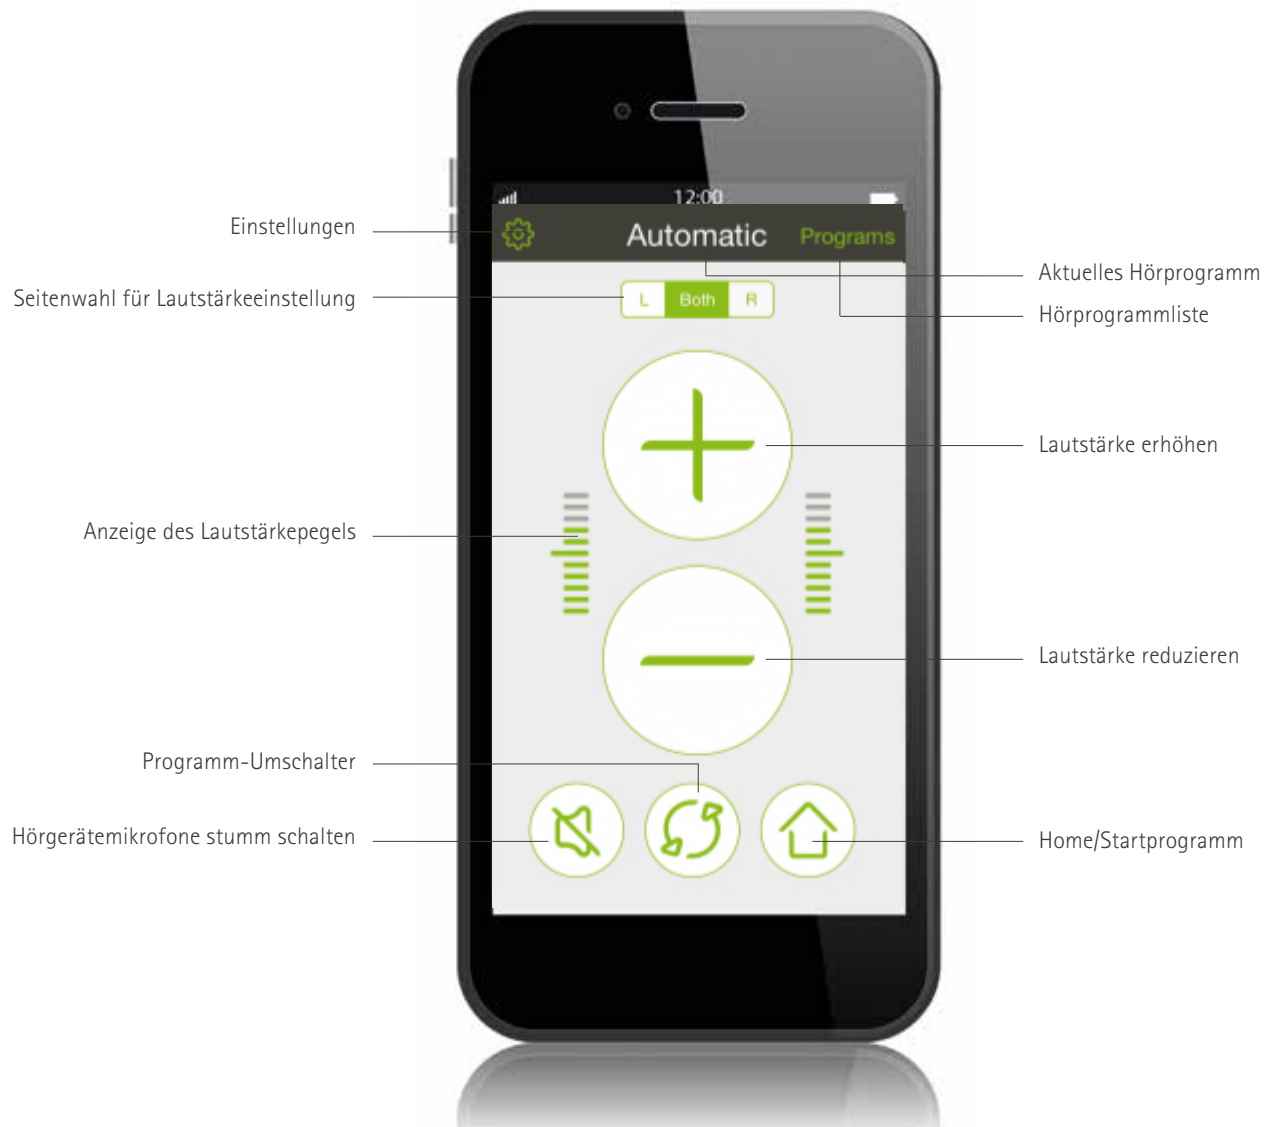 12:00
Einstellungen
Automatic
Programs
Aktuelles Hörprogramm
Seitenwahl für Lautstärkeeinstellung
L
Both
R
Hörprogrammliste
Lautstärke erhöhen
Anzeige des Lautstärkepegels
Lautstärke reduzieren
Programm-Umschalter
Hörgerätemikrofone stumm schalten
Home/Startprogramm